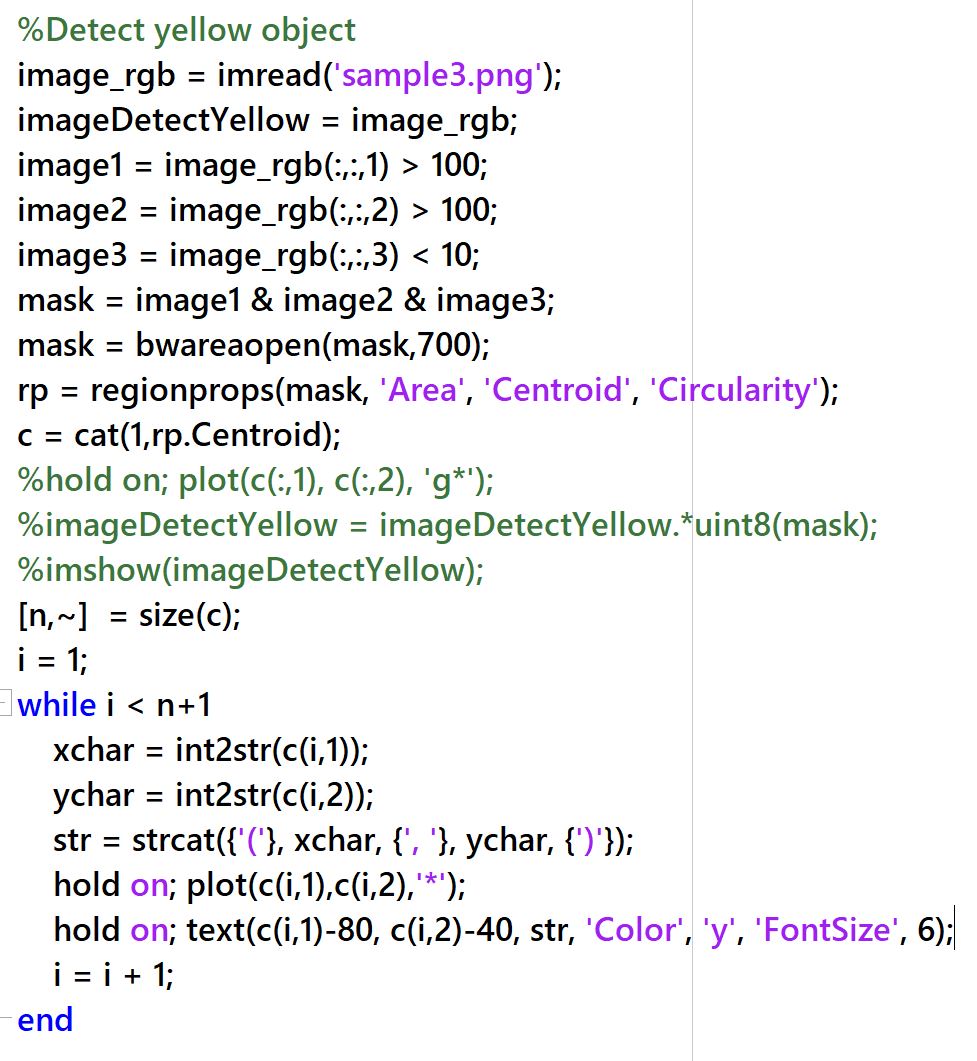 %Detect yellow object
image_rgb = imread('sample3.png');
imageDetectYellow = image_rgb;
image1 = image_rgb(:,:,1) > 100;
image2 = image_rgb(:,:,2) > 100;
image3 = image_rgb(:,:,3) < 10;
mask = image1 & image2 & image3;
mask = bwareaopen(mask,700);
rp = regionprops(mask, 'Area', 'Centroid', 'Circularity');
c = cat(1,rp.Centroid);
%hold on; plot(c(:,1), c(:,2), 'g*');
%imageDetectYellow = imageDetectYellow.*uint8(mask);
%imshow(imageDetectYellow);
[n,~]  = size(c);
i = 1;
while i < n+1
    xchar = int2str(c(i,1));
    ychar = int2str(c(i,2));
    str = strcat({'('}, xchar, {', '}, ychar, {')'});
    hold on; plot(c(i,1),c(i,2),'*');
    hold on; text(c(i,1)-80, c(i,2)-40, str, 'Color', 'y', 'FontSize', 6);
    i = i + 1;
end